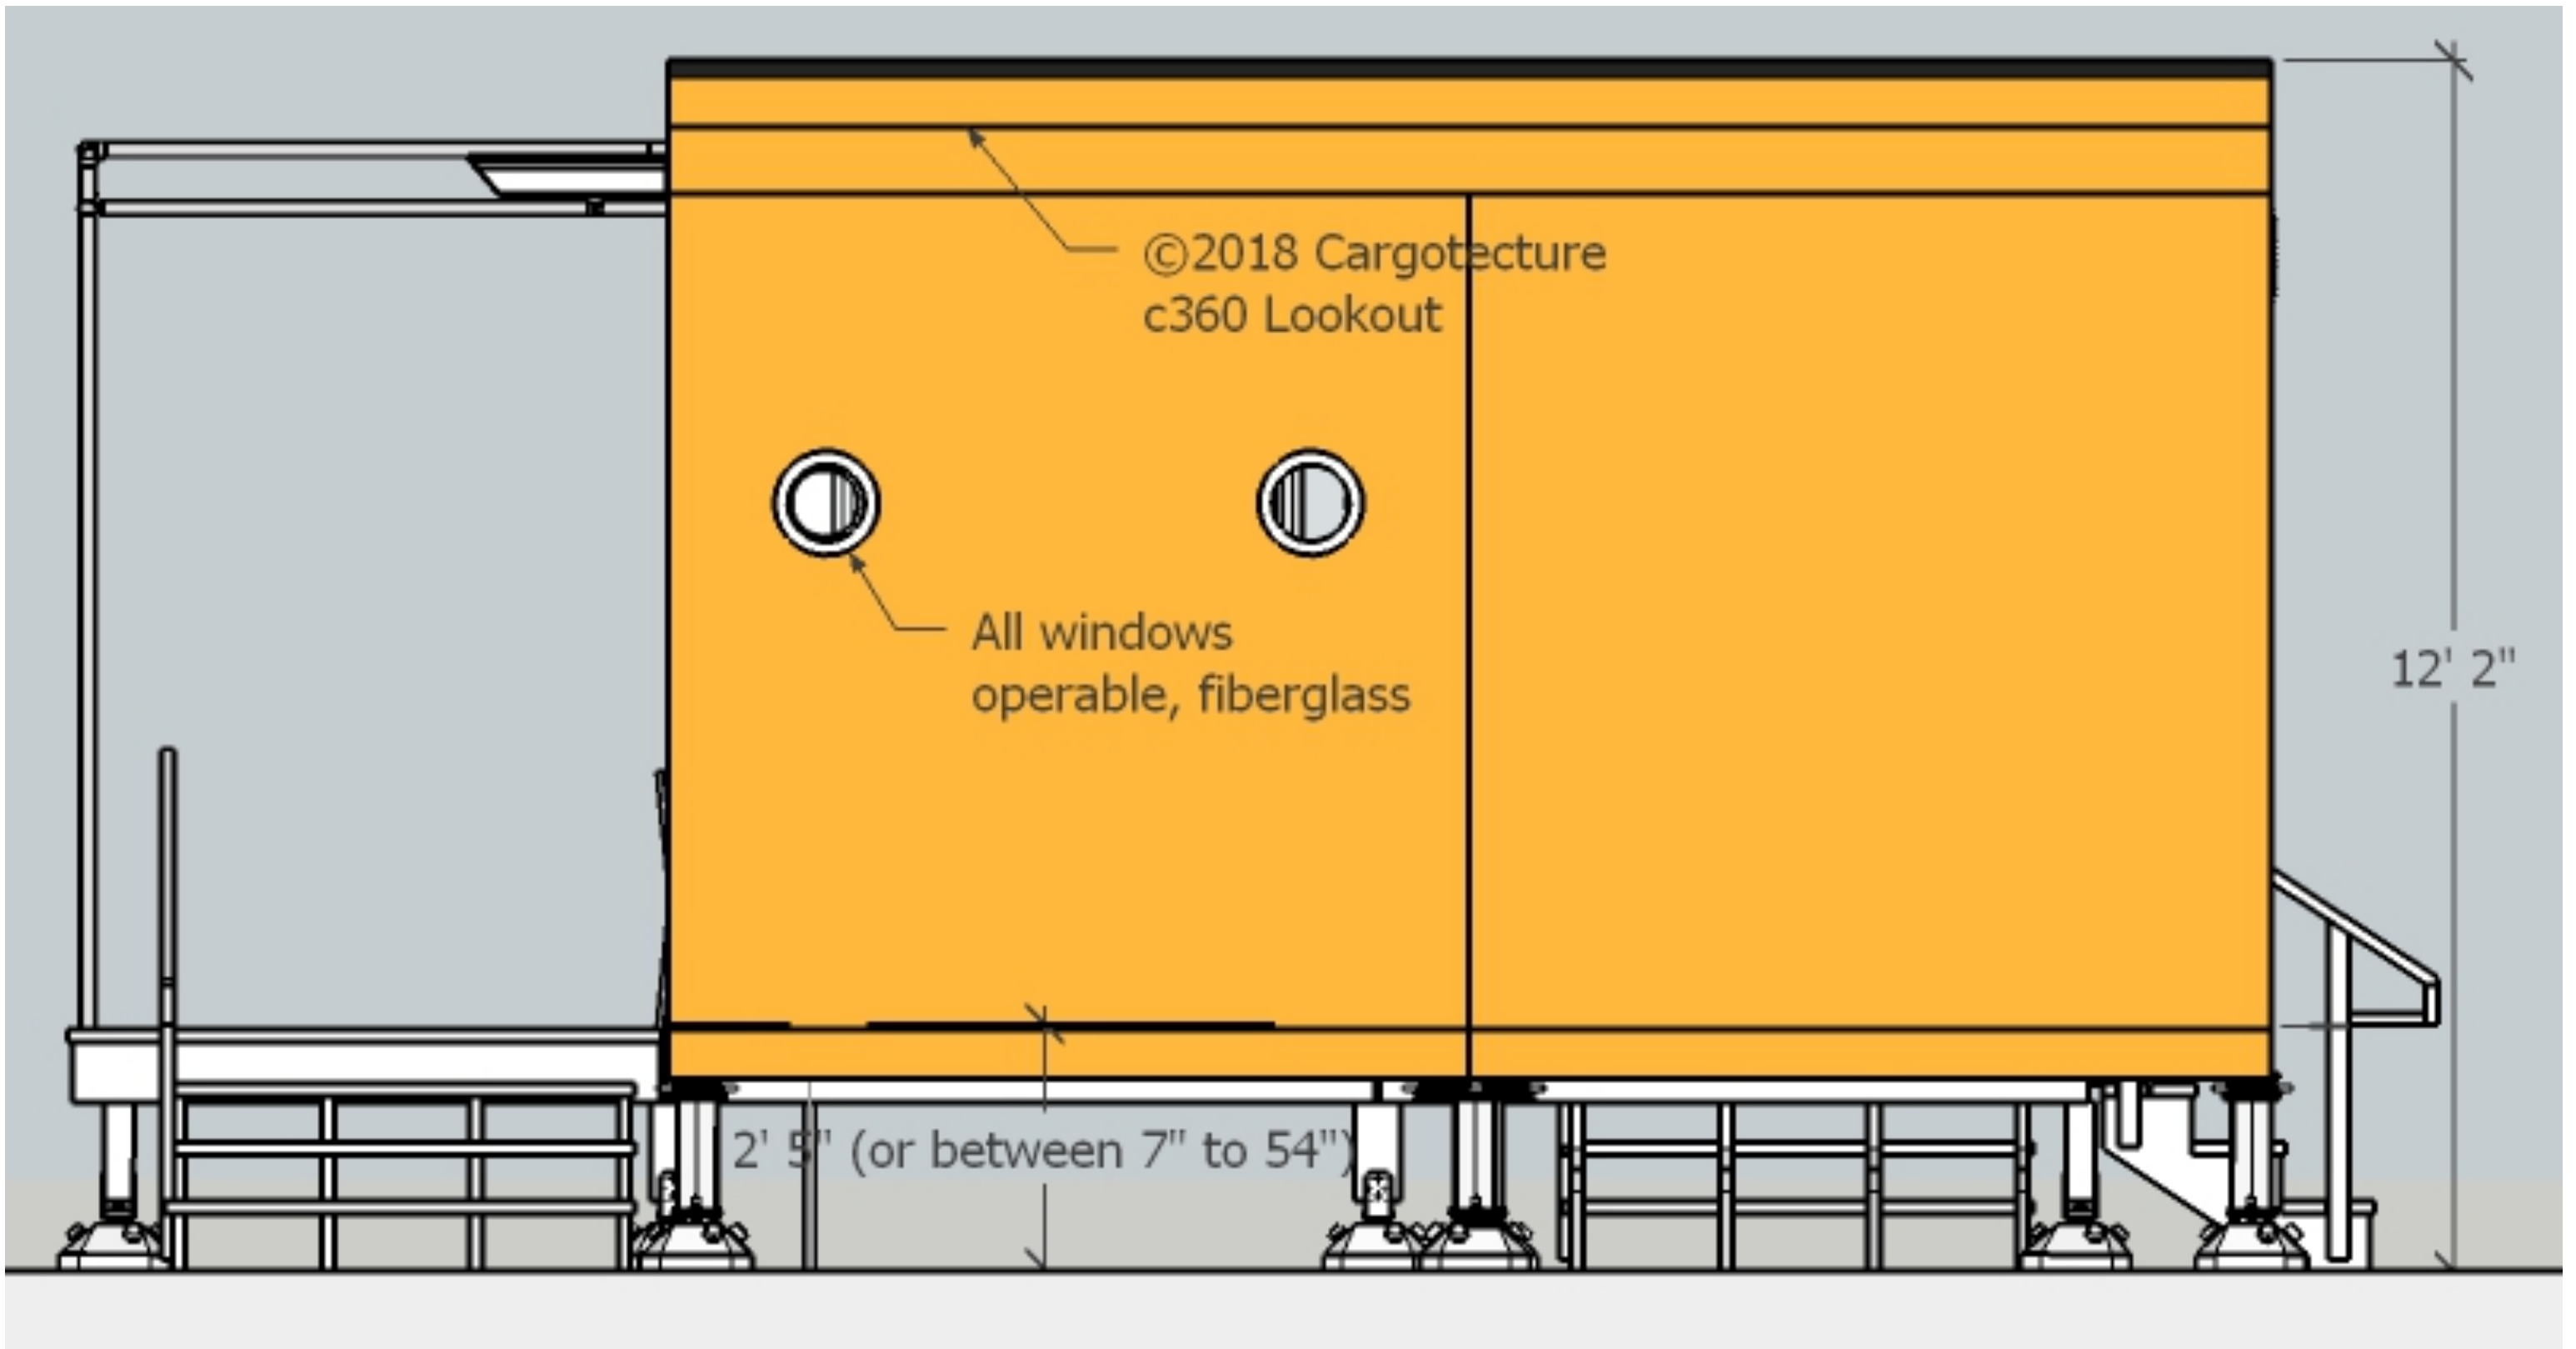 ©2018 Cargotecture
c360 Lookout
All windows
operable, fiberglass
12' 2"
2' 5" (or between 7" to 54")